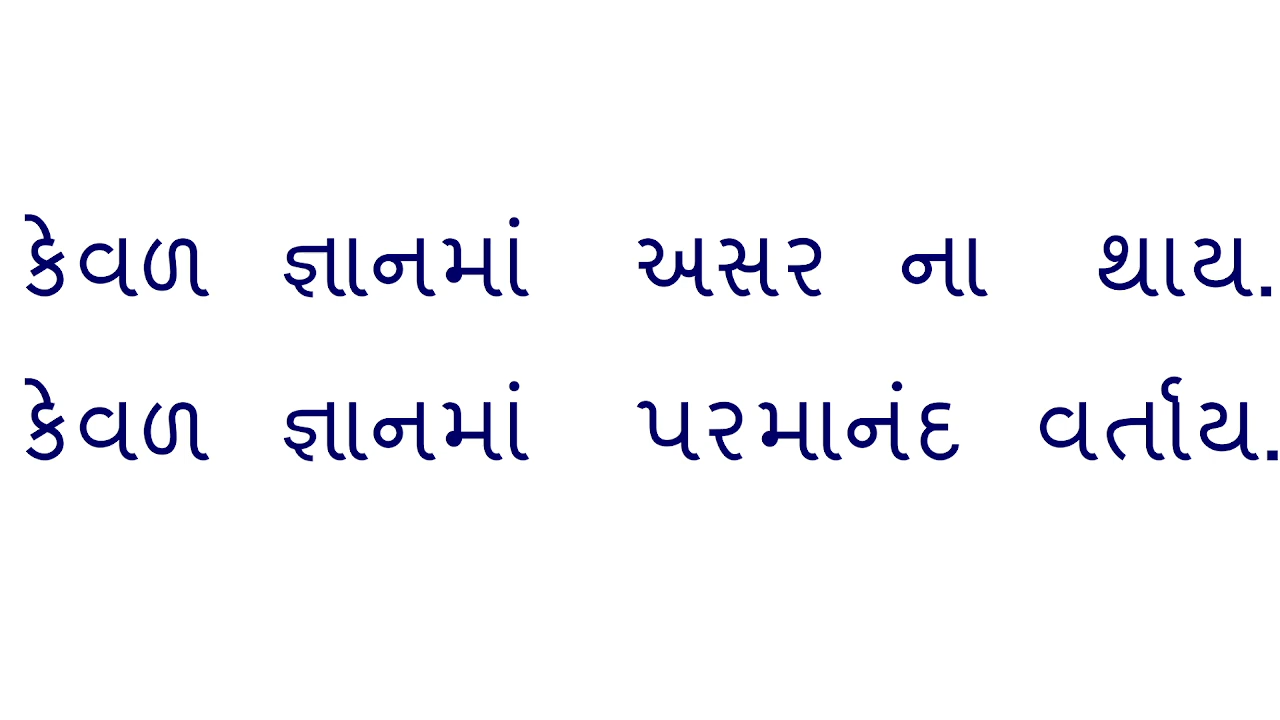 કેવળ જ્ઞાનમાં અસર ના થાય.
કેવળ જ્ઞાનમાં પરમાનંદ વર્તાય.